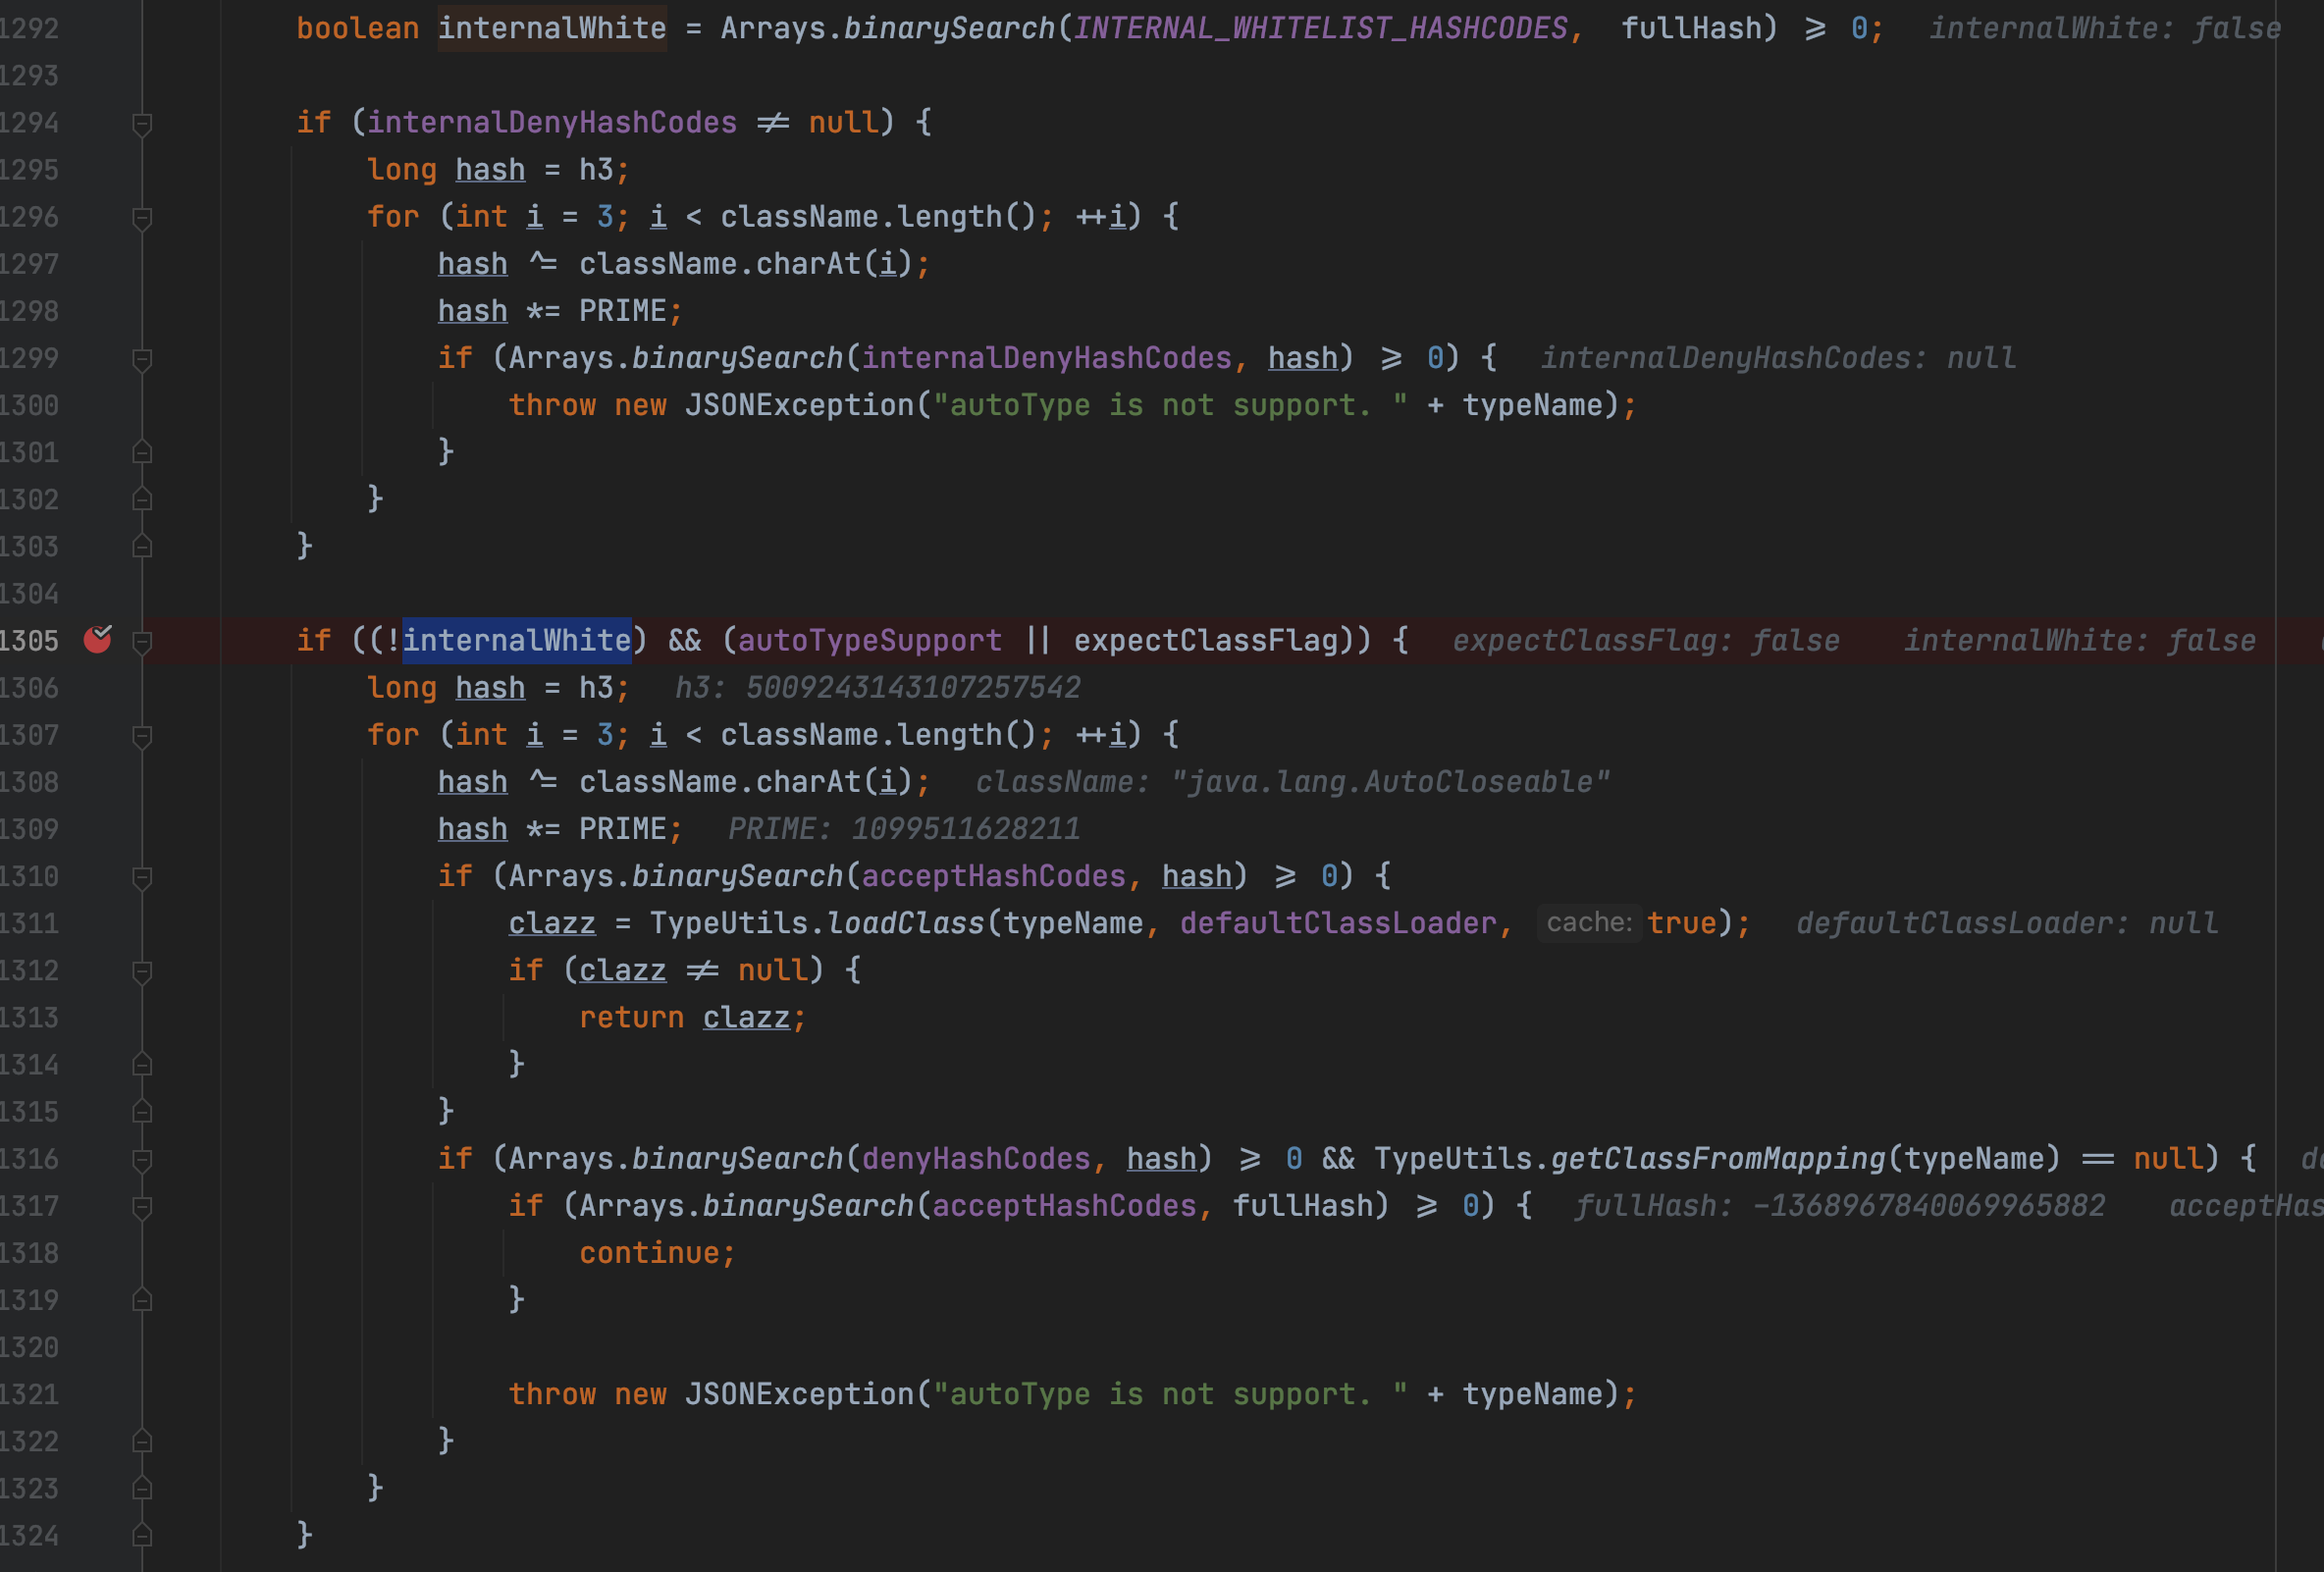 1292 boolean internalWhite = Arrays.binarySearch(INTERNAL_WHITELIST_HASHCODES, fullHash) >= 0; internalWhite: false
1293
1294 if (internalDenyHashCodes != null) {
1295 long hash = h3;
1296 for (int i = 3; i < className.length(); ++i) {
1297 hash ^= className.charAt(i);
1298 hash *= PRIME;
1299 if (Arrays.binarySearch(internalDenyHashCodes, hash) >= 0) { internalDenyHashCodes: null
1300 throw new JSONException("autoType is not support. " + typeName);
1301 }
1302 }
1303 }
1304
1305 if ((!internalWhite) && (autoTypeSupport || expectClassFlag)) { expectClassFlag: false internalWhite: false
1306 long hash = h3; h3: 5009243143107257542
1307 for (int i = 3; i < className.length(); ++i) {
1308 hash ^= className.charAt(i); className: "java.lang.AutoCloseable"
1309 hash *= PRIME; PRIME: 1099511628211
1310 if (Arrays.binarySearch(acceptHashCodes, hash) >= 0) {
1311 clazz = TypeUtils.loadClass(typeName, defaultClassLoader, cache: true); defaultClassLoader: null
1312 if (clazz != null) {
1313 return clazz;
1314 }
1315 }
1316 if (Arrays.binarySearch(denyHashCodes, hash) >= 0 && TypeUtils.getClassFromMapping(typeName) == null) {
1317 if (Arrays.binarySearch(acceptHashCodes, fullHash) >= 0) { fullHash: -1368967840069965882 acceptHas
1318 continue;
1319 }
1320
1321 throw new JSONException("autoType is not support. " + typeName);
1322 }
1323 }
1324 }